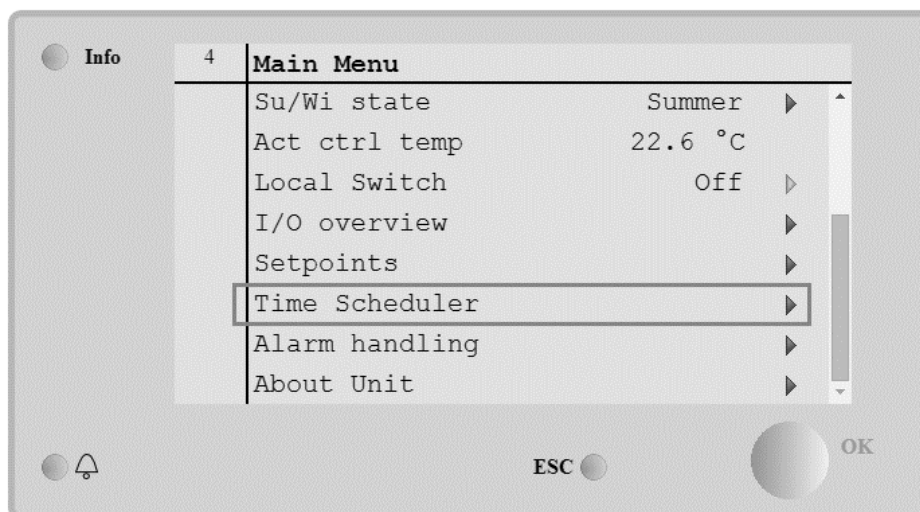 Info
4 Main Menu
Su/Wi state Summer
Act ctrl temp 22.6 °C
Local Switch Off
I/O overview
Setpoints
Time Scheduler
Alarm handling
About Unit
ESC
OK